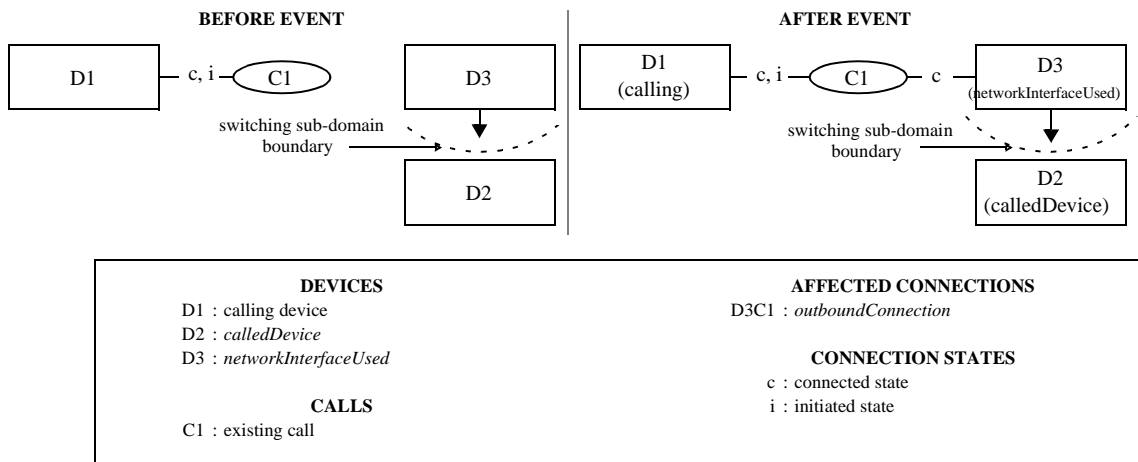 BEFORE EVENT
D1
c, i
C1
D3
switching sub-domain
boundary
D2
AFTER EVENT
D1
(calling)
c, i
C1
c
D3
(networkInterfaceUsed)
switching sub-domain
boundary
D2
(calledDevice)
DEVICES
D1 : calling device
D2 : calledDevice
D3 : networkInterfaceUsed
CALLS
C1 : existing call
AFFECTED CONNECTIONS
D3C1 : outboundConnection
CONNECTION STATES
c : connected state
i : initiated state